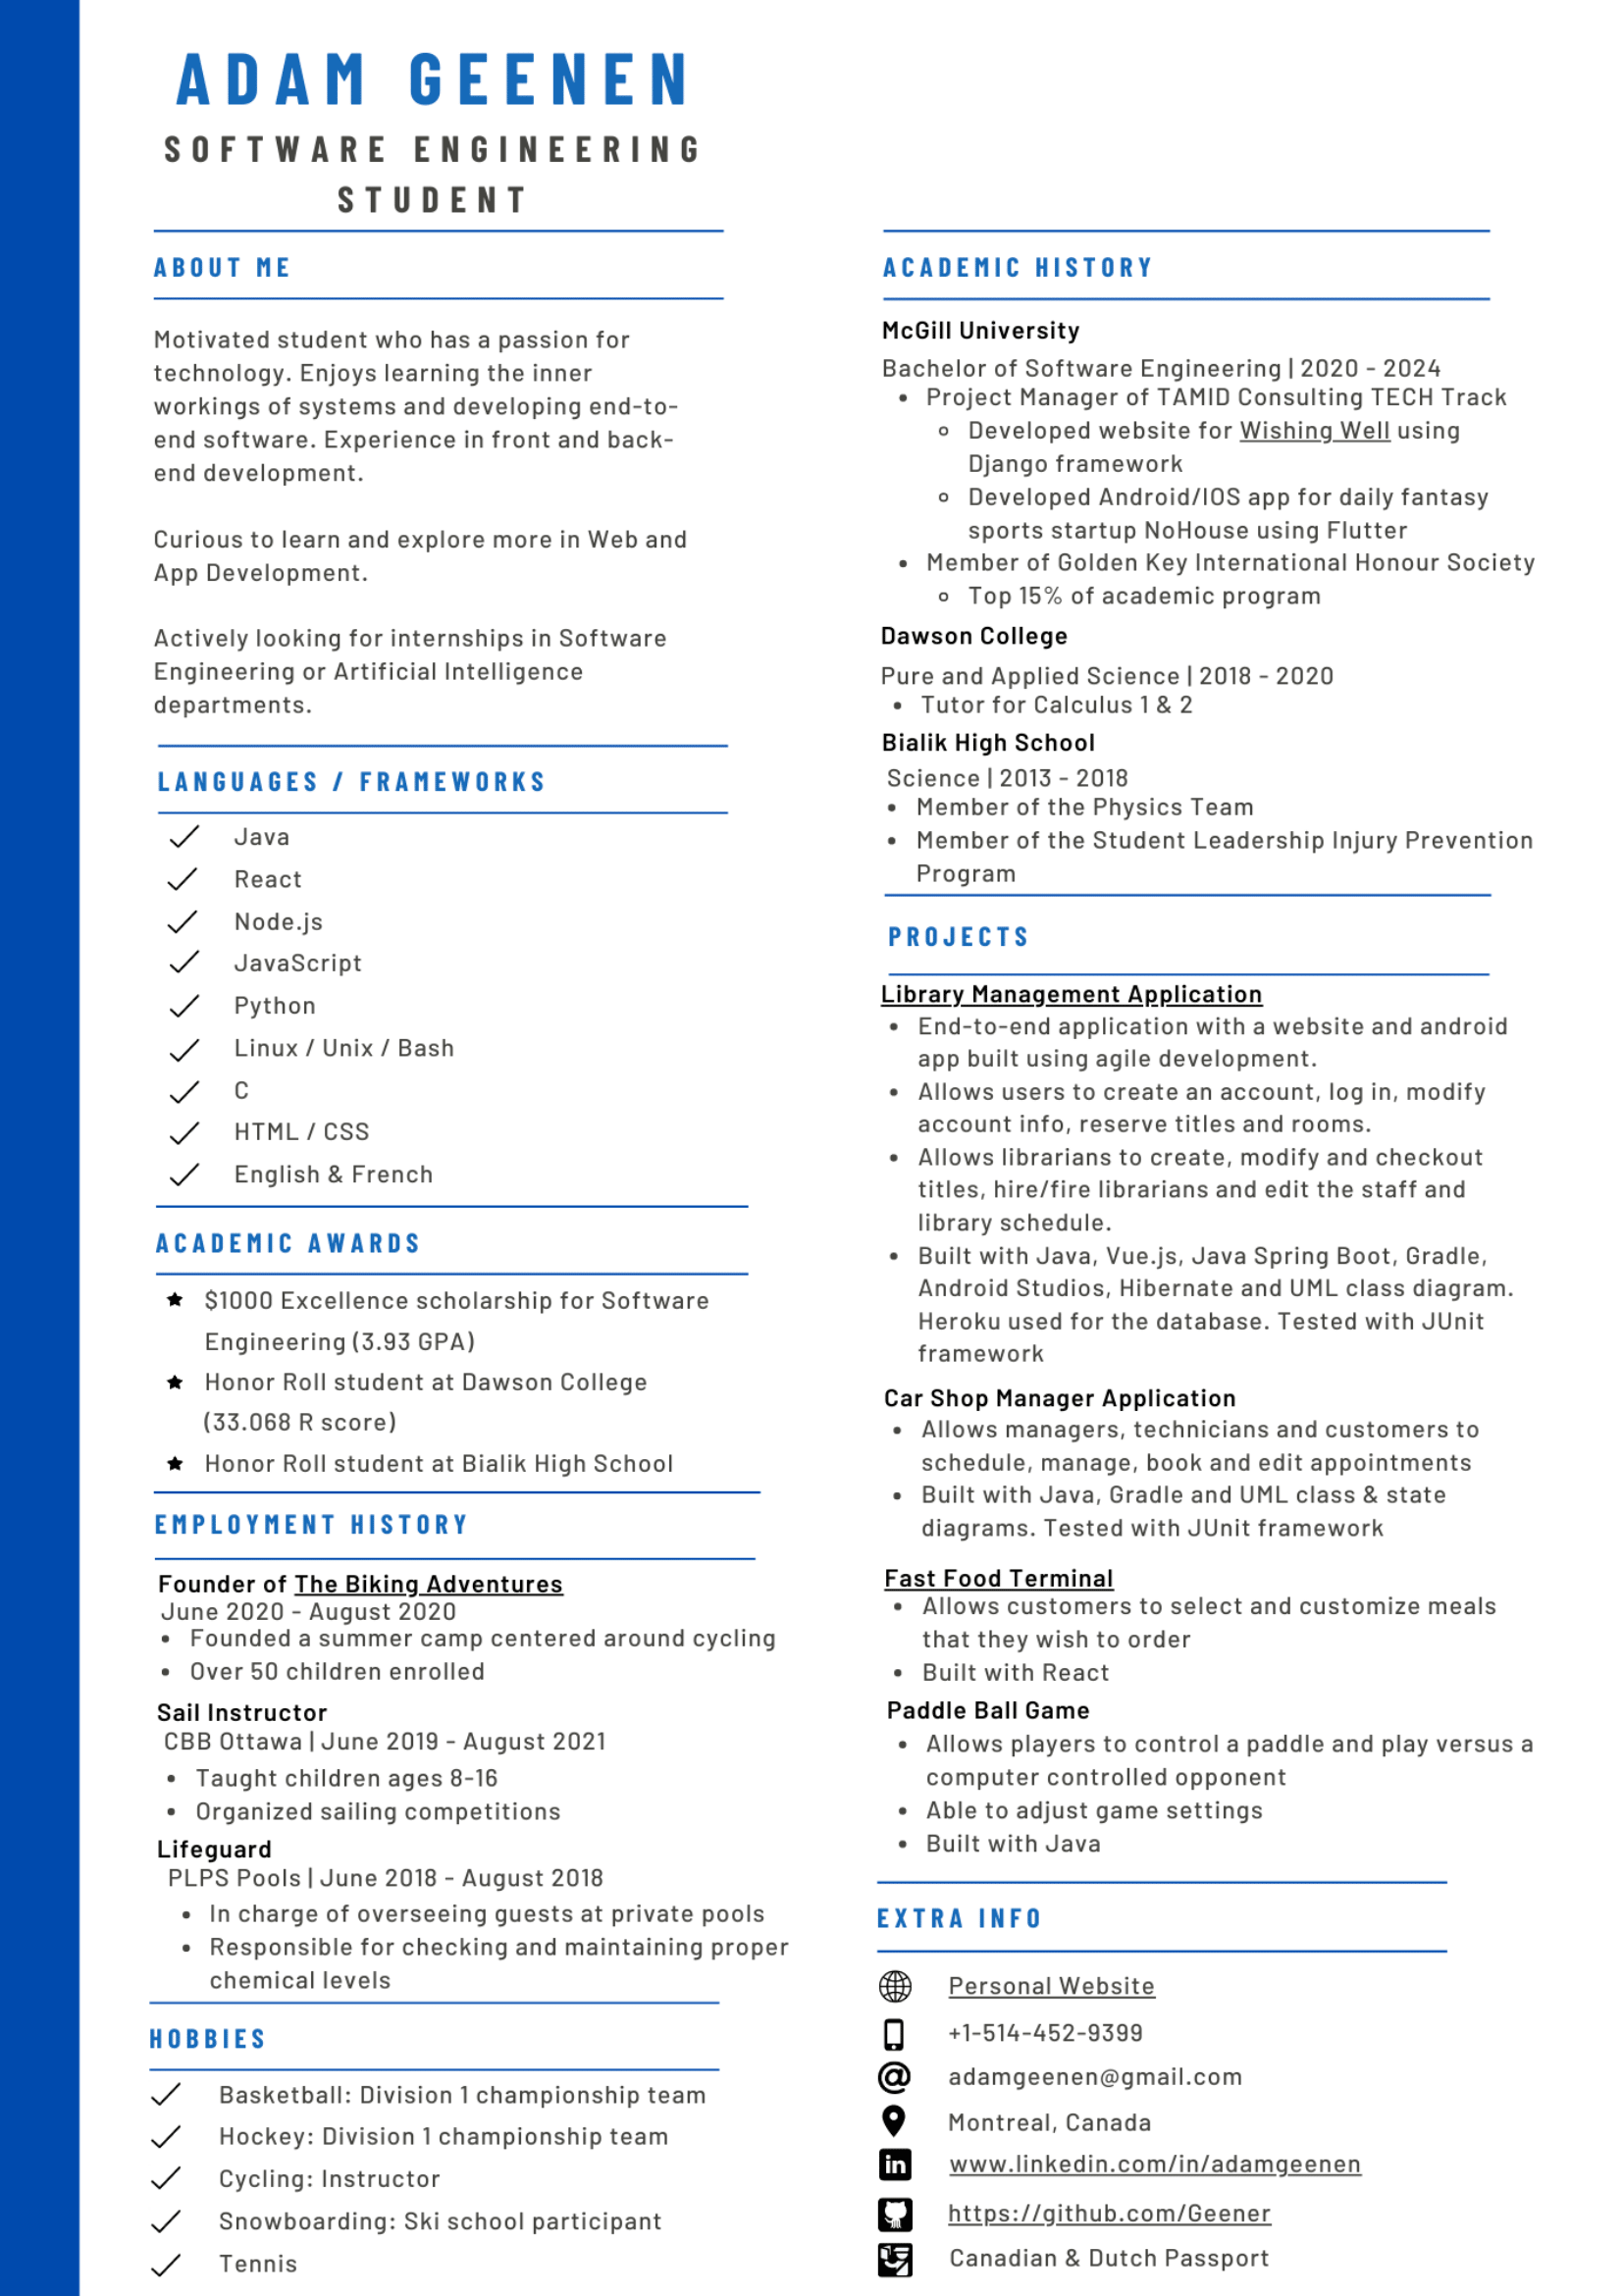 ADAM GEENEN
SOFTWARE ENGINEERING
STUDENT
ABOUT ME
Motivated student who has a passion for
technology. Enjoys learning the inner
workings of systems and developing end-to-
end software. Experience in front and back-
end development.
Curious to learn and explore more in Web and
App Development.
Actively looking for internships in Software
Engineering or Artificial Intelligence
departments.
LANGUAGES / FRAMEWORKS
Java
React
Node.js
JavaScript
Python
Linux / Unix / Bash
C
HTML / CSS
English & French
ACADEMIC AWARDS
$1000 Excellence scholarship for Software
Engineering (3.93 GPA)
Honor Roll student at Dawson College
(33.068 R score)
Honor Roll student at Bialik High School
EMPLOYMENT HISTORY
Founder of The Biking Adventures
June 2020 - August 2020
• Founded a summer camp centered around cycling
• Over 50 children enrolled
Sail Instructor
CBB Ottawa | June 2019 - August 2021
• Taught children ages 8-16
• Organized sailing competitions
Lifeguard
PLPS Pools | June 2018 - August 2018
• In charge of overseeing guests at private pools
• Responsible for checking and maintaining proper
chemical levels
HOBBIES
Basketball: Division 1 championship team
Hockey: Division 1 championship team
Cycling: Instructor
Snowboarding: Ski school participant
Tennis
ACADEMIC HISTORY
McGill University
Bachelor of Software Engineering | 2020 - 2024
• Project Manager of TAMID Consulting TECH Track
◦ Developed website for Wishing Well using
Django framework
◦ Developed Android/IOS app for daily fantasy
sports startup NoHouse using Flutter
• Member of Golden Key International Honour Society
◦ Top 15% of academic program
Dawson College
Pure and Applied Science | 2018 - 2020
• Tutor for Calculus 1 & 2
Bialik High School
Science | 2013 - 2018
• Member of the Physics Team
• Member of the Student Leadership Injury Prevention
Program
PROJECTS
Library Management Application
• End-to-end application with a website and android
app built using agile development.
• Allows users to create an account, log in, modify
account info, reserve titles and rooms.
• Allows librarians to create, modify and checkout
titles, hire/fire librarians and edit the staff and
library schedule.
• Built with Java, Vue.js, Java Spring Boot, Gradle,
Android Studios, Hibernate and UML class diagram.
Heroku used for the database. Tested with JUnit
framework
Car Shop Manager Application
• Allows managers, technicians and customers to
schedule, manage, book and edit appointments
• Built with Java, Gradle and UML class & state
diagrams. Tested with JUnit framework
Fast Food Terminal
• Allows customers to select and customize meals
that they wish to order
• Built with React
Paddle Ball Game
• Allows players to control a paddle and play versus a
computer controlled opponent
• Able to adjust game settings
• Built with Java
EXTRA INFO
Personal Website
+1-514-452-9399
adamgeenen@gmail.com
Montreal, Canada
www.linkedin.com/in/adamgeenen
https://github.com/Geener
Canadian & Dutch Passport